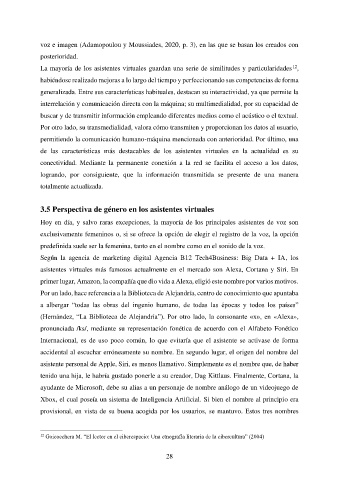 voz e imagen (Adamopoulou y Moussiades, 2020, p. 3), en las que se basan los creados con
posterioridad.
La mayoría de los asistentes virtuales guardan una serie de similitudes y particularidades¹²,
habiéndose realizado mejoras a lo largo del tiempo y perfeccionando sus competencias de forma
generalizada. Entre sus características habituales, destacan su interactividad, ya que permite la
interrelación y comunicación directa con la máquina; su multimedialidad, por su capacidad de
buscar y de transmitir información empleando diferentes medios como el acústico o el textual.
Por otro lado, su transmedialidad, valora cómo transmiten y proporcionan los datos al usuario,
permitiendo la comunicación humano-máquina mencionada con anterioridad. Por último, una
de las características más destacables de los asistentes virtuales en la actualidad es su
conectividad. Mediante la permanente conexión a la red se facilita el acceso a los datos,
logrando, por consiguiente, que la información transmitida se presente de una manera
totalmente actualizada.
3.5 Perspectiva de género en los asistentes virtuales
Hoy en día, y salvo raras excepciones, la mayoría de los principales asistentes de voz son
exclusivamente femeninos o, si se ofrece la opción de elegir el registro de la voz, la opción
predefinida suele ser la femenina, tanto en el nombre como en el sonido de la voz.
Según la agencia de marketing digital Agencia B12 Tech4Business: Big Data + IA, los
asistentes virtuales más famosos actualmente en el mercado son Alexa, Cortana y Siri. En
primer lugar, Amazon, la compañía que dio vida a Alexa, eligió este nombre por varios motivos.
Por un lado, hace referencia a la Biblioteca de Alejandría, centro de conocimiento que apuntaba
a albergar "todas las obras del ingenio humano, de todas las épocas y todos los países"
(Hernández, "La Biblioteca de Alejandría"). Por otro lado, la consonante «x», en «Alexa»,
pronunciada /ks/, mediante su representación fonética de acuerdo con el Alfabeto Fonético
Internacional, es de uso poco común, lo que evitaría que el asistente se activase de forma
accidental al escuchar erróneamente su nombre. En segundo lugar, el origen del nombre del
asistente personal de Apple, Siri, es menos llamativo. Simplemente es el nombre que, de haber
tenido una hija, le habría gustado ponerle a su creador, Dag Kittlaus. Finalmente, Cortana, la
ayudante de Microsoft, debe su alias a un personaje de nombre análogo de un videojuego de
Xbox, el cual poseía un sistema de Inteligencia Artificial. Si bien el nombre al principio era
provisional, en vista de su buena acogida por los usuarios, se mantuvo. Estos tres nombres
¹² Goicoechea M. "El lector en el ciberespacio: Una etnografía literaria de la cibercultura" (2004)
28